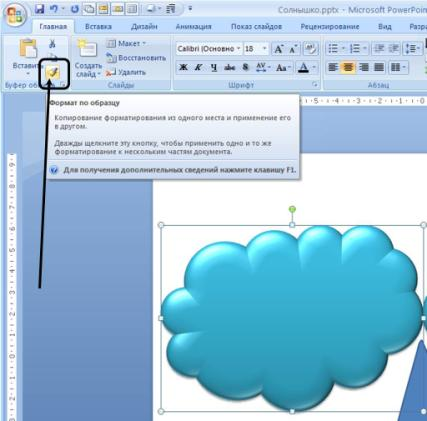 Солнышко.pptx - Microsoft PowerPoint
Главная Вставка Дизайн Анимация Показ слайдов Рецензирование Вид Разра
Вставить
Создать слайд
Макет
Восстановить
Удалить
Calibri (Основно 18
Ж К Ч abc S AV Aa A
Буфер Слайды Шрифт Абзац
Формат по образцу
Копирование форматирования из одного места и применение его
в другом.
Дважды щелкните эту кнопку, чтобы применить одно и то же
форматирование к нескольким частям документа.
Для получения дополнительных сведений нажмите клавишу F1.